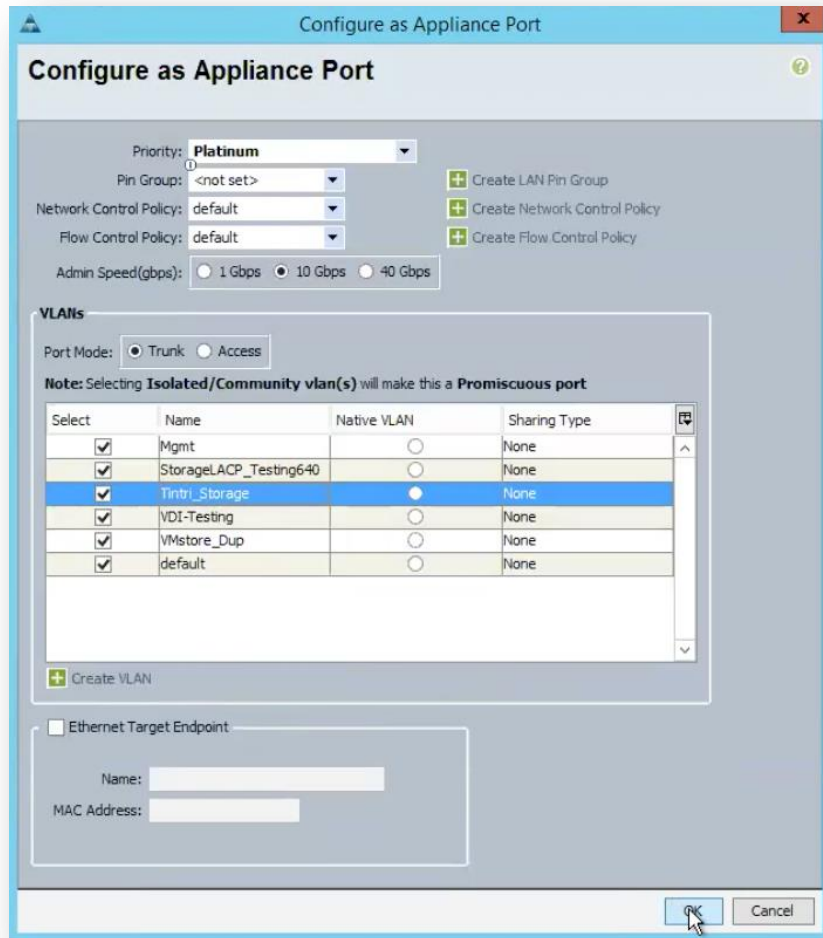 Configure as Appliance Port
x
Configure as Appliance Port
?
Priority: Platinum
Pin Group: <not set>
Create LAN Pin Group
Network Control Policy: default
Create Network Control Policy
Flow Control Policy: default
Create Flow Control Policy
Admin Speed(gbps): 1 Gbps 10 Gbps 40 Gbps
VLANs
Port Mode: Trunk Access
Note: Selecting Isolated/Community vlan(s) will make this a Promiscuous port
Select Name Native VLAN Sharing Type
Mgmt None
StorageLACP_Testing640 None
Tintri_Storage None
VDI-Testing None
VMstore_Dup None
default None
Create VLAN
Ethernet Target Endpoint
Name:
MAC Address:
OK Cancel